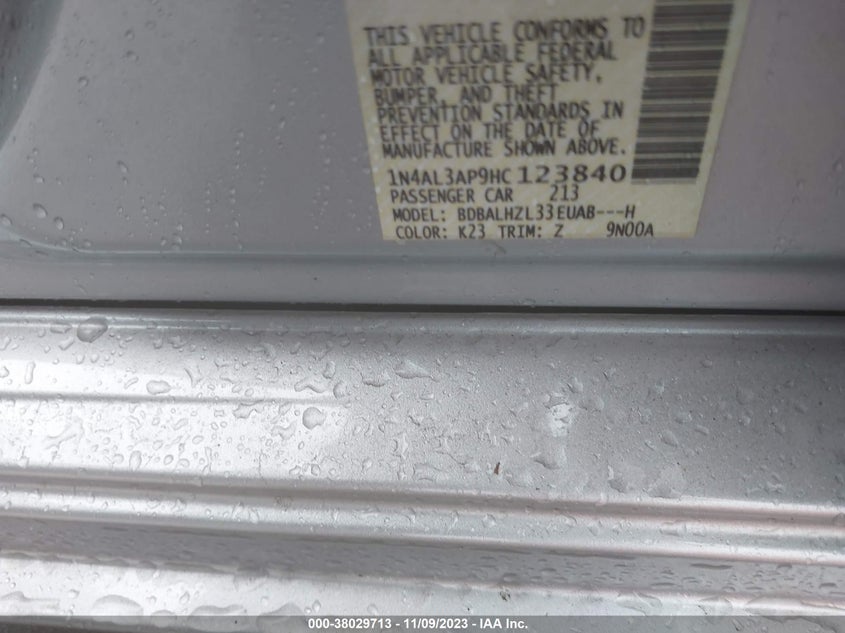 THIS VEHICLE CONFORMS TO
ALL APPLICABLE FEDERAL
MOTOR VEHICLE SAFETY,
BUMPER, AND THEFT
PREVENTION STANDARDS IN
EFFECT ON THE DATE OF
MANUFACTURE SHOWN ABOVE.
1N4AL3AP9HC123840
PASSENGER CAR 213
MODEL: BDBALHZL33EUAB---H
COLOR: K23 TRIM: Z 9N00A
000-38029713 - 11/09/2023 - IAA Inc.